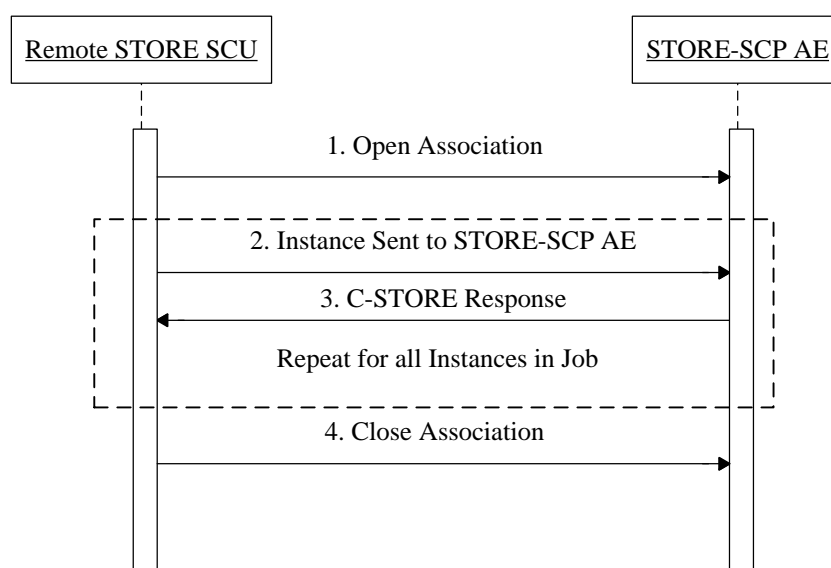 Remote STORE SCU
STORE-SCP AE
1. Open Association
2. Instance Sent to STORE-SCP AE
3. C-STORE Response
Repeat for all Instances in Job
4. Close Association